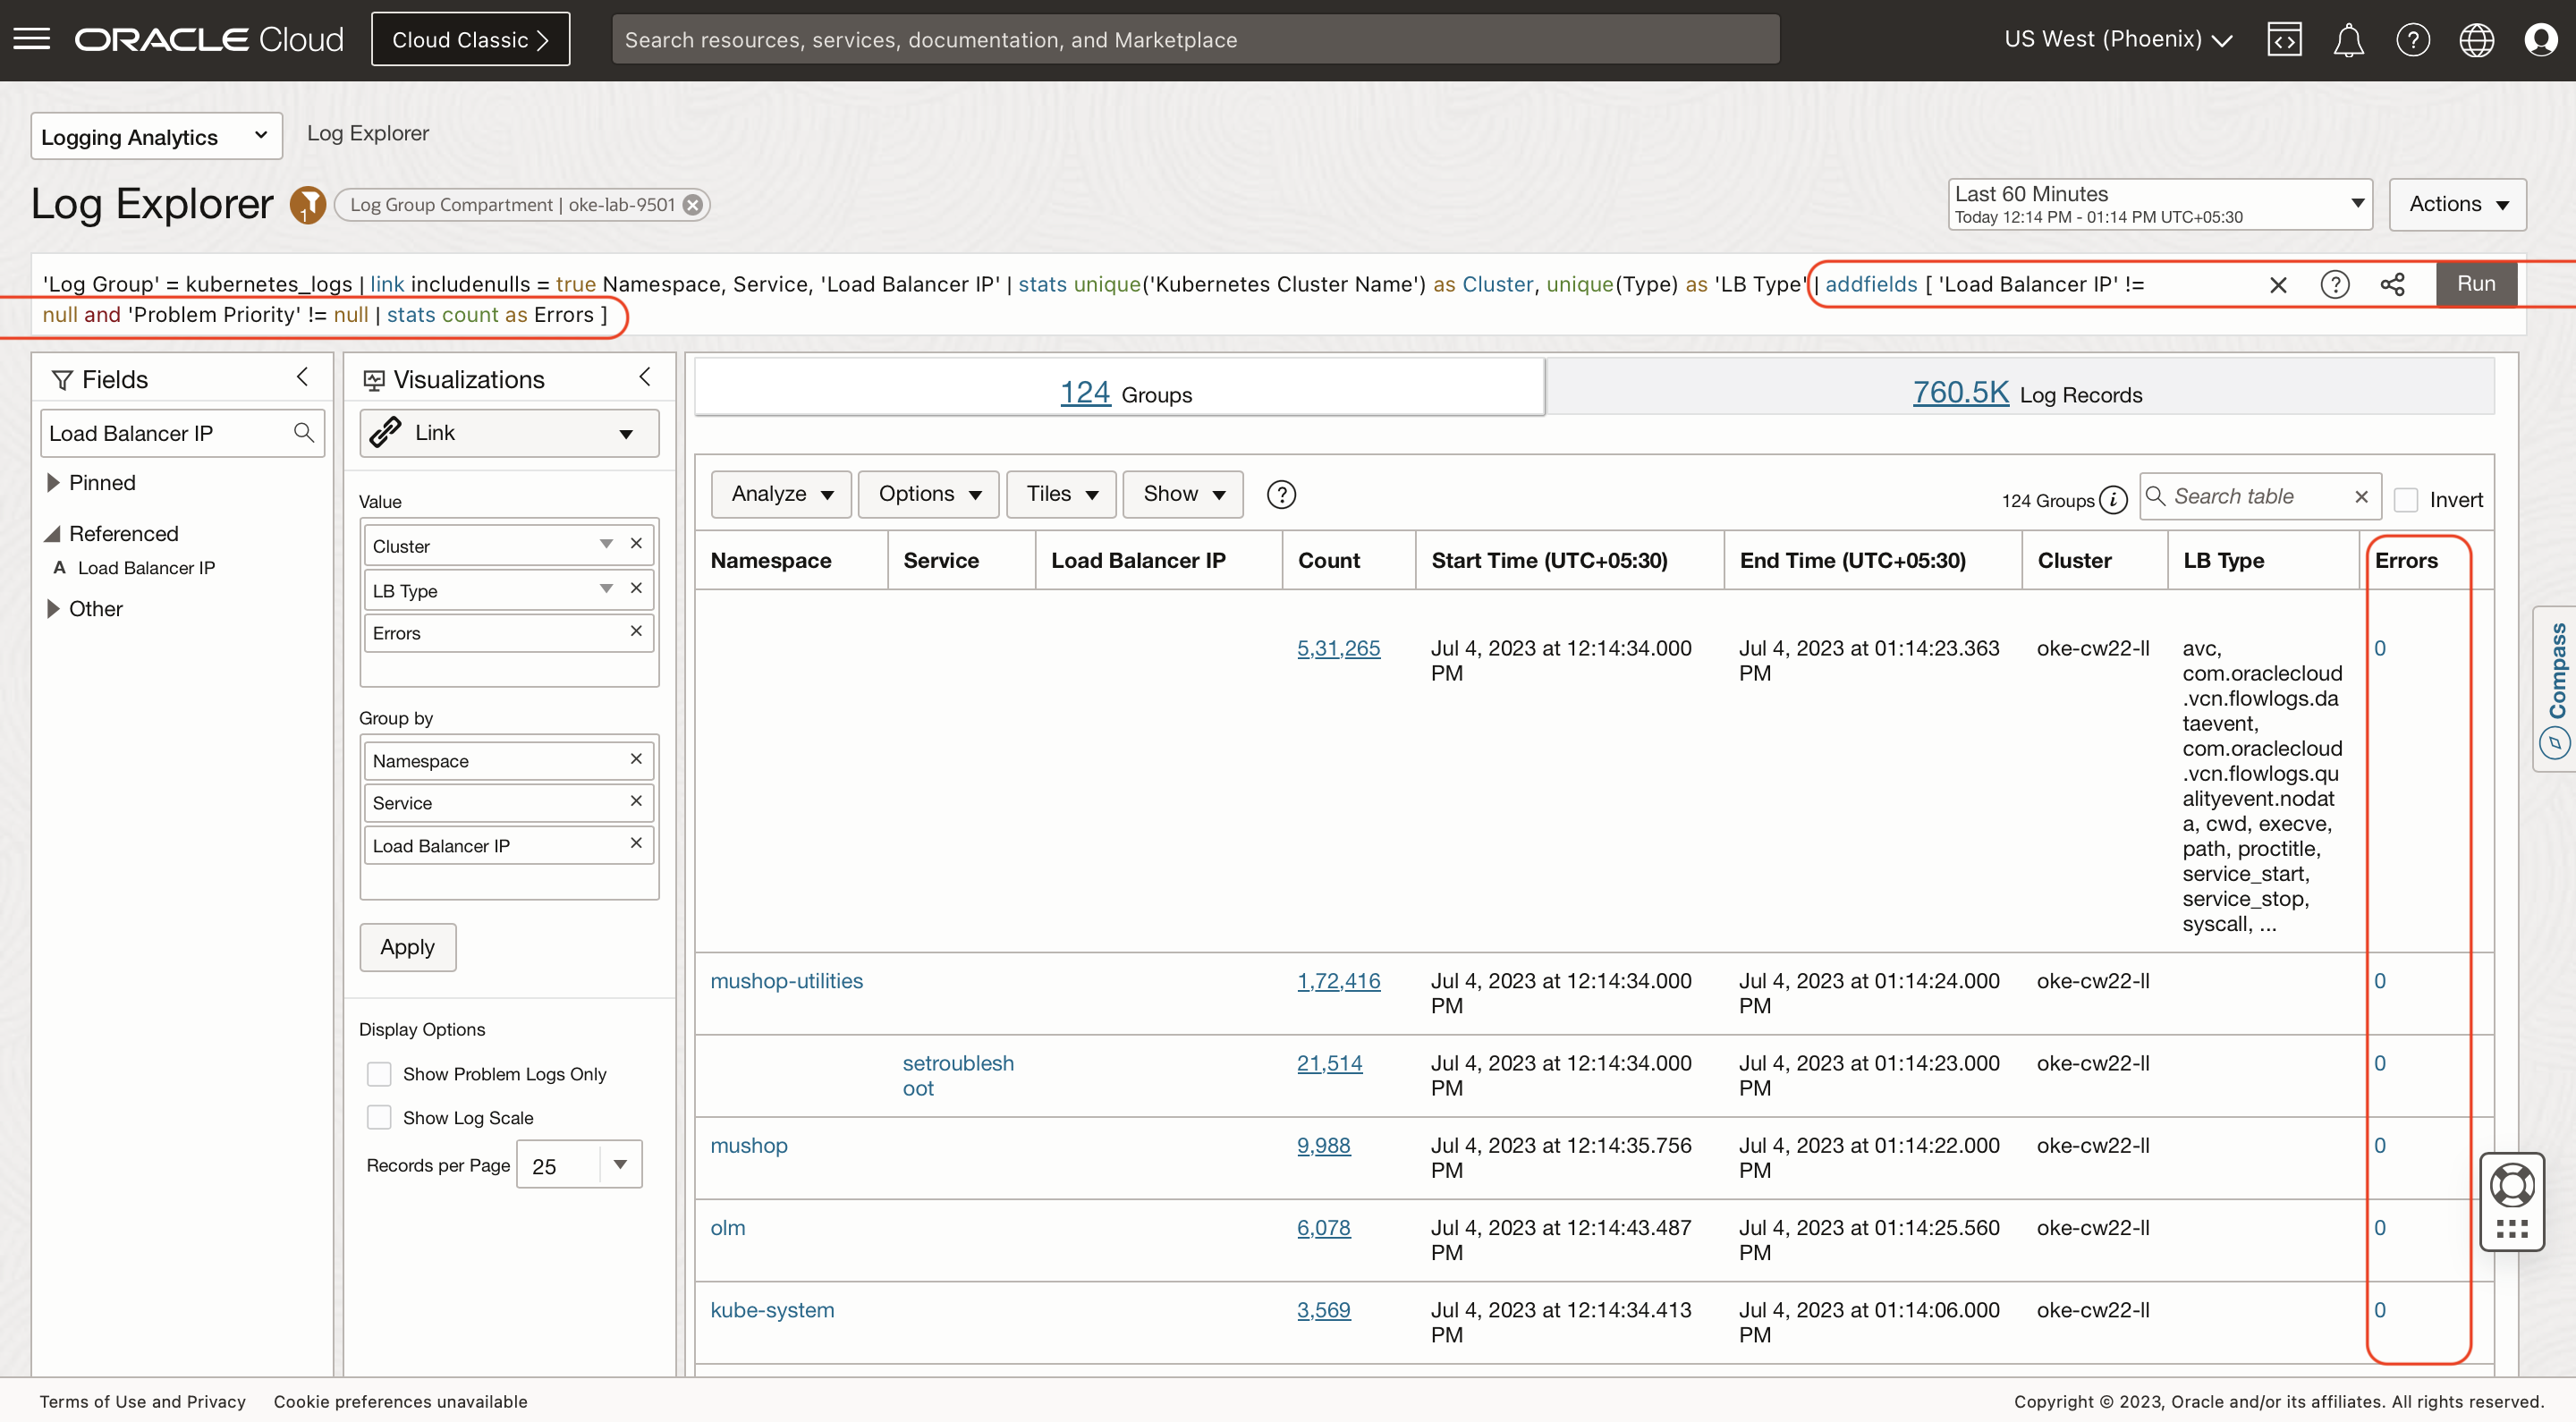 ORACLE Cloud
Cloud Classic
Search resources, services, documentation, and Marketplace
US West (Phoenix)
Logging Analytics
Log Explorer
Log Explorer
1
Log Group Compartment | oke-lab-9501
Last 60 Minutes
Today 12:14 PM - 01:14 PM UTC+05:30
Actions
'Log Group' = kubernetes_logs | link includenulls = true Namespace, Service, 'Load Balancer IP' | stats unique('Kubernetes Cluster Name') as Cluster, unique(Type) as 'LB Type' | addfields [ 'Load Balancer IP' !=
null and 'Problem Priority' != null | stats count as Errors ]
Run
Fields
Load Balancer IP
Pinned
Referenced
A Load Balancer IP
Other
Visualizations
Link
Value
Cluster
LB Type
Errors
Group by
Namespace
Service
Load Balancer IP
Apply
Display Options
Show Problem Logs Only
Show Log Scale
Records per Page 25
124 Groups
760.5K Log Records
Analyze
Options
Tiles
Show
124 Groups
Search table
Invert
Namespace Service Load Balancer IP Count Start Time (UTC+05:30) End Time (UTC+05:30) Cluster LB Type Errors
5,31,265 Jul 4, 2023 at 12:14:34.000 Jul 4, 2023 at 01:14:23.363 oke-cw22-ll avc, 0
PM PM com.oraclecloud
.vcn.flowlogs.da
taevent,
com.oraclecloud
.vcn.flowlogs.qu
alityevent.nodat
a, cwd, execve,
path, proctitle,
service_start,
service_stop,
syscall, ...
mushop-utilities 1,72,416 Jul 4, 2023 at 12:14:34.000 Jul 4, 2023 at 01:14:24.000 oke-cw22-ll 0
PM PM
setroublesh 21,514 Jul 4, 2023 at 12:14:34.000 Jul 4, 2023 at 01:14:23.000 oke-cw22-ll 0
oot PM PM
mushop 9,988 Jul 4, 2023 at 12:14:35.756 Jul 4, 2023 at 01:14:22.000 oke-cw22-ll 0
PM PM
olm 6,078 Jul 4, 2023 at 12:14:43.487 Jul 4, 2023 at 01:14:25.560 oke-cw22-ll 0
PM PM
kube-system 3,569 Jul 4, 2023 at 12:14:34.413 Jul 4, 2023 at 01:14:06.000 oke-cw22-ll 0
PM PM
Compass
Terms of Use and Privacy
Cookie preferences unavailable
Copyright © 2023, Oracle and/or its affiliates. All rights reserved.